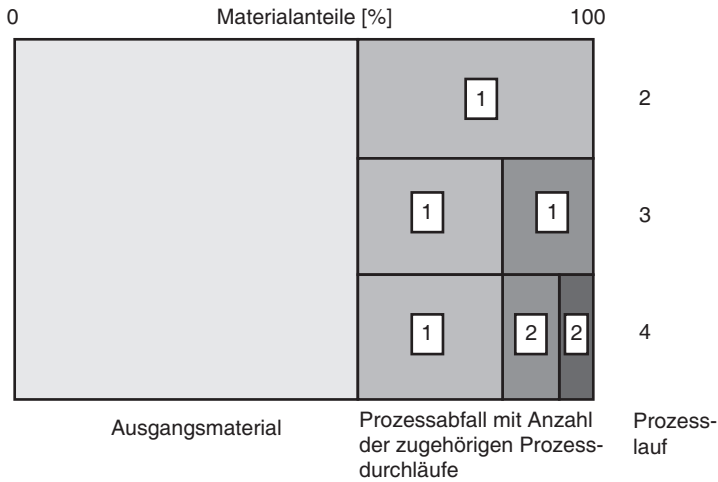 0 Materialanteile [%] 100
1 2
1 1 3
1 2 2 4
Ausgangsmaterial
Prozessabfall mit Anzahl
der zugehörigen Prozess-
durchläufe
Prozess-
lauf